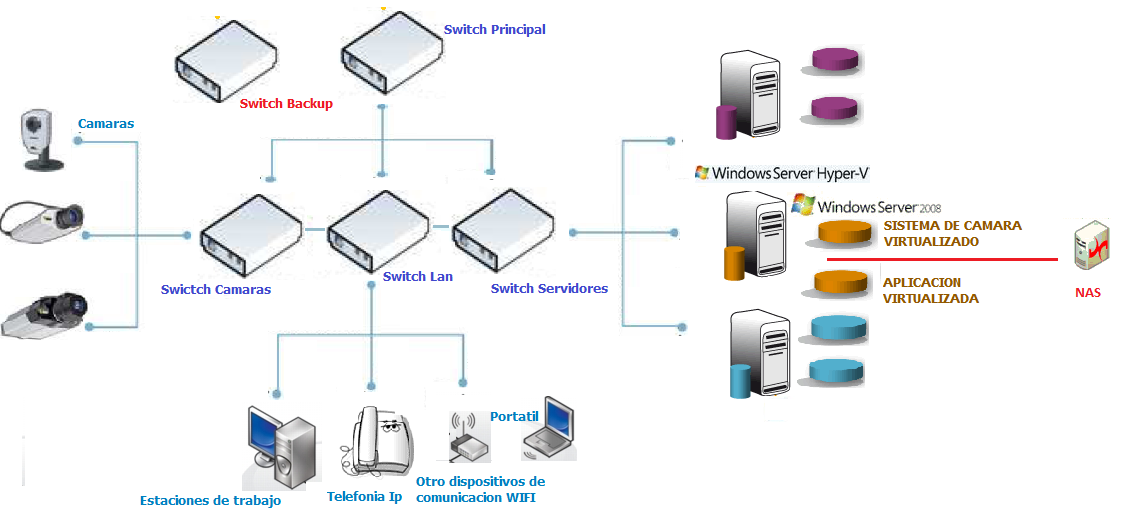 Switch Principal
Switch Backup
Camaras
Windows Server Hyper-V
Windows Server 2008
SISTEMA DE CAMARA
VIRTUALIZADO
Swictch Camaras
Switch Lan
Switch Servidores
APLICACION
VIRTUALIZADA
NAS
Portatil
Estaciones de trabajo
Telefonia Ip
Otro dispositivos de
comunicacion WIFI